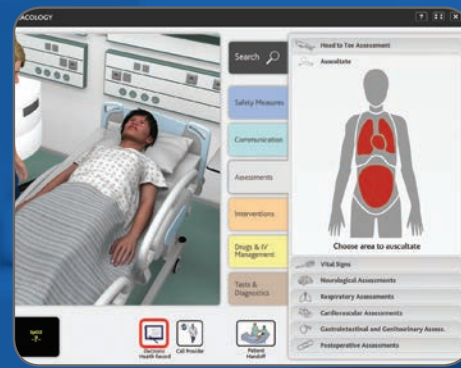 ACOLOGY
?
Search
Safety Measures
Communication
Assessments
Interventions
Drugs & IV
Management
Tests &
Diagnostics
Head to Toe Assessment
Auscultate
Choose area to auscultate
Vital Signs
Neurological Assessments
Respiratory Assessments
Cardiovascular Assessments
Gastrointestinal and Genitourinary Assess.
Postoperative Assessments
SpO2
-?-
Electronic
Health Record
Call Provider
Patient
Handoff